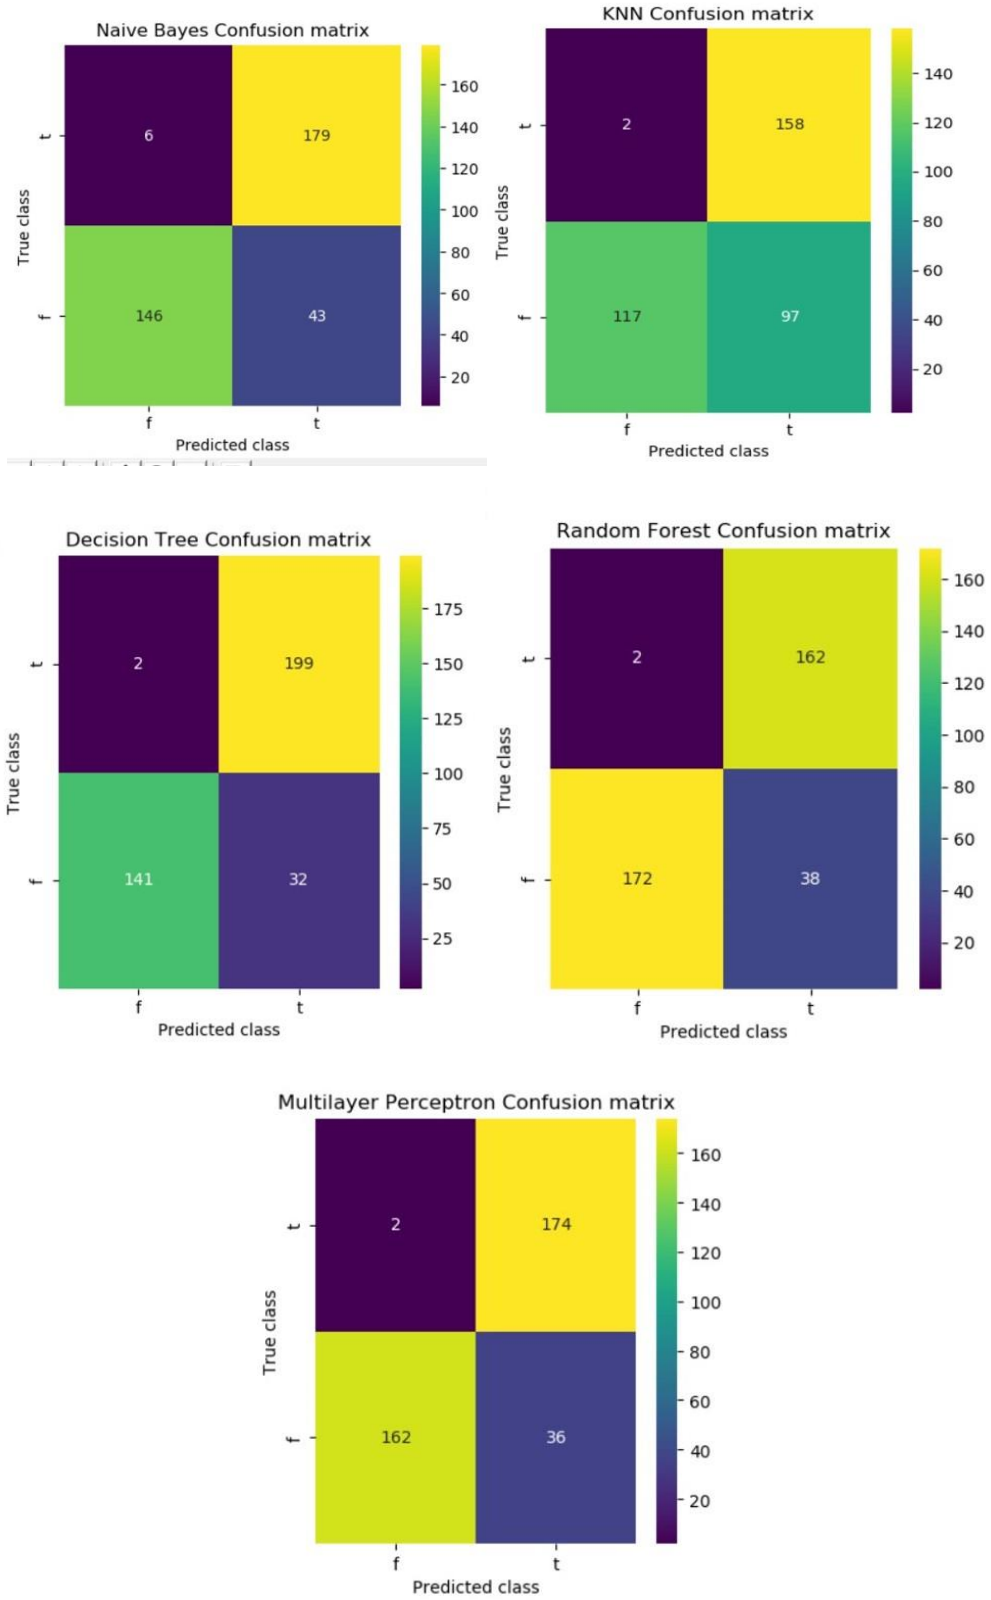 Naive Bayes Confusion matrix
t
f
True class
6
179
146
43
f
t
Predicted class
160
140
120
100
80
60
40
20
KNN Confusion matrix
t
f
True class
2
158
117
97
f
t
Predicted class
140
120
100
80
60
40
20
Decision Tree Confusion matrix
t
f
True class
2
199
141
32
f
t
Predicted class
175
150
125
100
75
50
25
Random Forest Confusion matrix
t
f
True class
2
162
172
38
f
t
Predicted class
160
140
120
100
80
60
40
20
Multilayer Perceptron Confusion matrix
t
f
True class
2
174
162
36
f
t
Predicted class
160
140
120
100
80
60
40
20